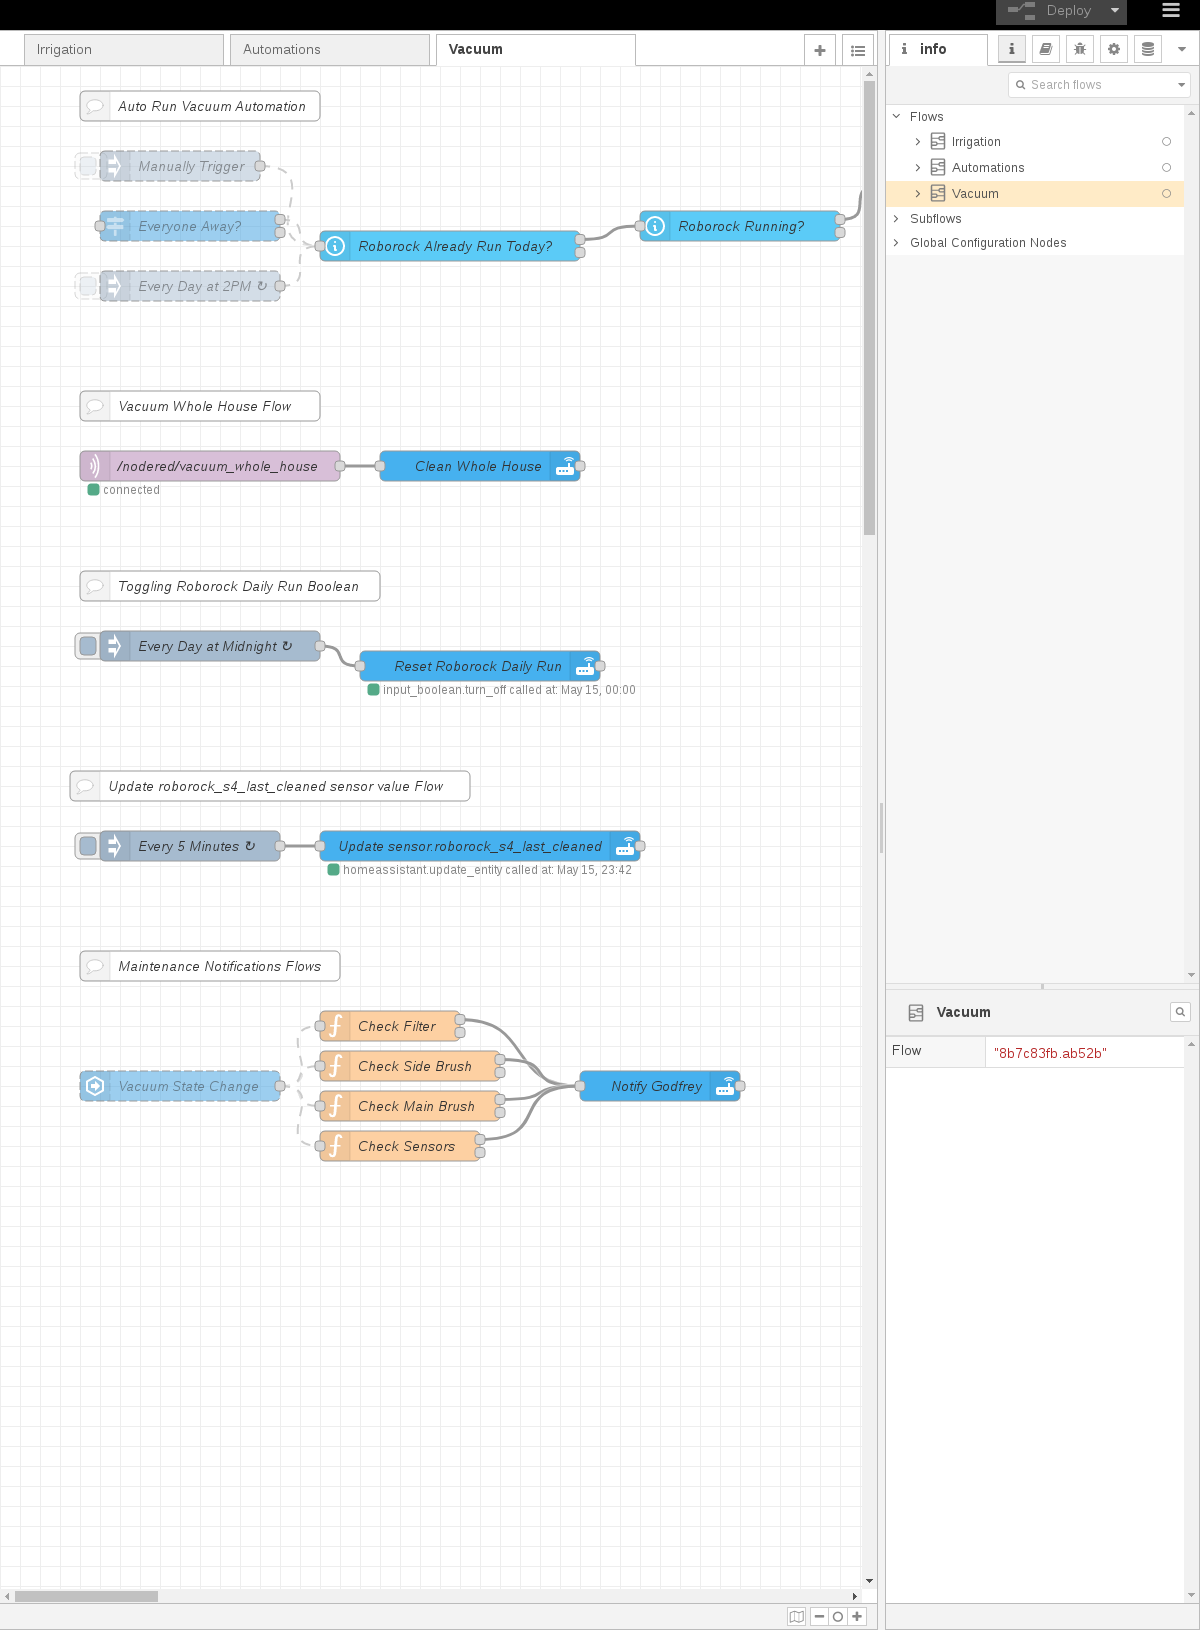 Deploy
Irrigation
Automations
Vacuum
info
Search flows
Auto Run Vacuum Automation
Manually Trigger
Everyone Away?
Roborock Already Run Today?
Roborock Running?
Every Day at 2PM ↻
Vacuum Whole House Flow
/nodered/vacuum_whole_house
Clean Whole House
connected
Toggling Roborock Daily Run Boolean
Every Day at Midnight ↻
Reset Roborock Daily Run
input_boolean.turn_off called at: May 15, 00:00
Update roborock_s4_last_cleaned sensor value Flow
Every 5 Minutes ↻
Update sensor.roborock_s4_last_cleaned
homeassistant.update_entity called at: May 15, 23:42
Maintenance Notifications Flows
Check Filter
Check Side Brush
Vacuum State Change
Notify Godfrey
Check Main Brush
Check Sensors
Flows
Irrigation
Automations
Vacuum
Subflows
Global Configuration Nodes
Vacuum
Flow
"8b7c83fb.ab52b"